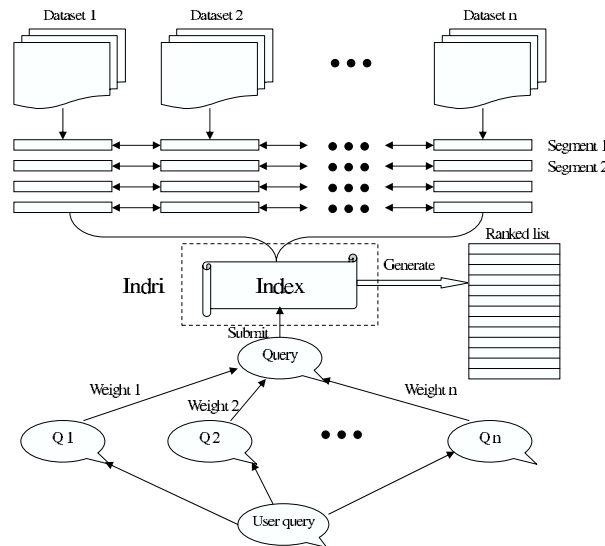 Dataset 1
Dataset 2
Dataset n
Segment 1
Segment 2
Ranked list
Generate
Indri
Index
Submit
Query
Weight 1
Weight 2
Weight n
Q 1
Q 2
Q n
User query